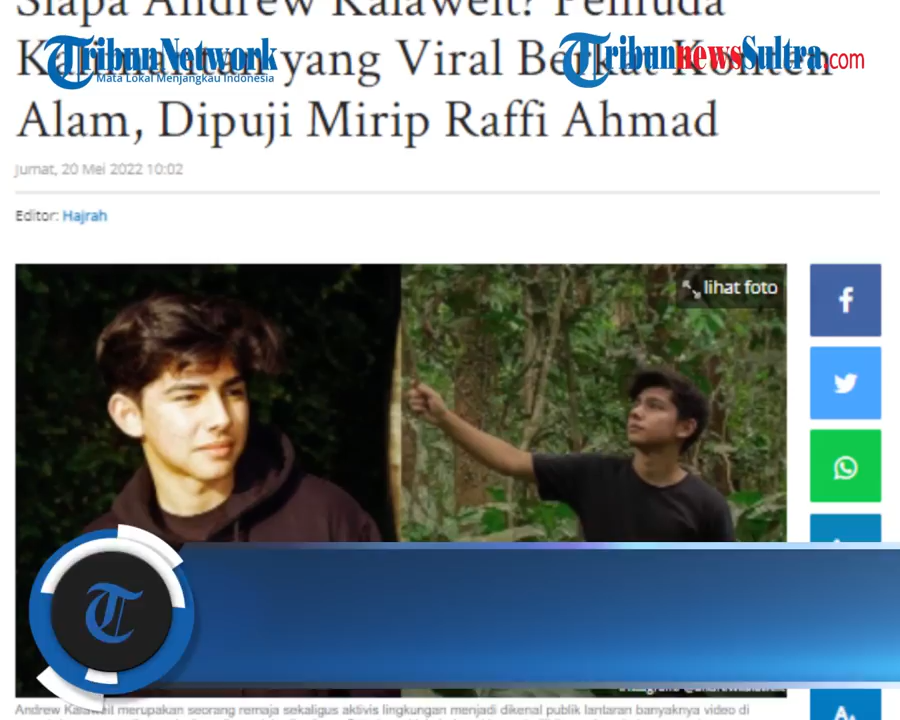 Siapa Andrew Kalaweit? Pemuda
Kalimantan yang Viral Berkat Konten
Alam, Dipuji Mirip Raffi Ahmad
TribunNetwork
Mata Lokal Menjangkau Indonesia
TribunnewsSultra.com
Jumat, 20 Mei 2022 10:02
Editor: Hajrah
lihat foto
Andrew Kalaweit merupakan seorang remaja sekaligus aktivis lingkungan menjadi dikenal publik lantaran banyaknya video di